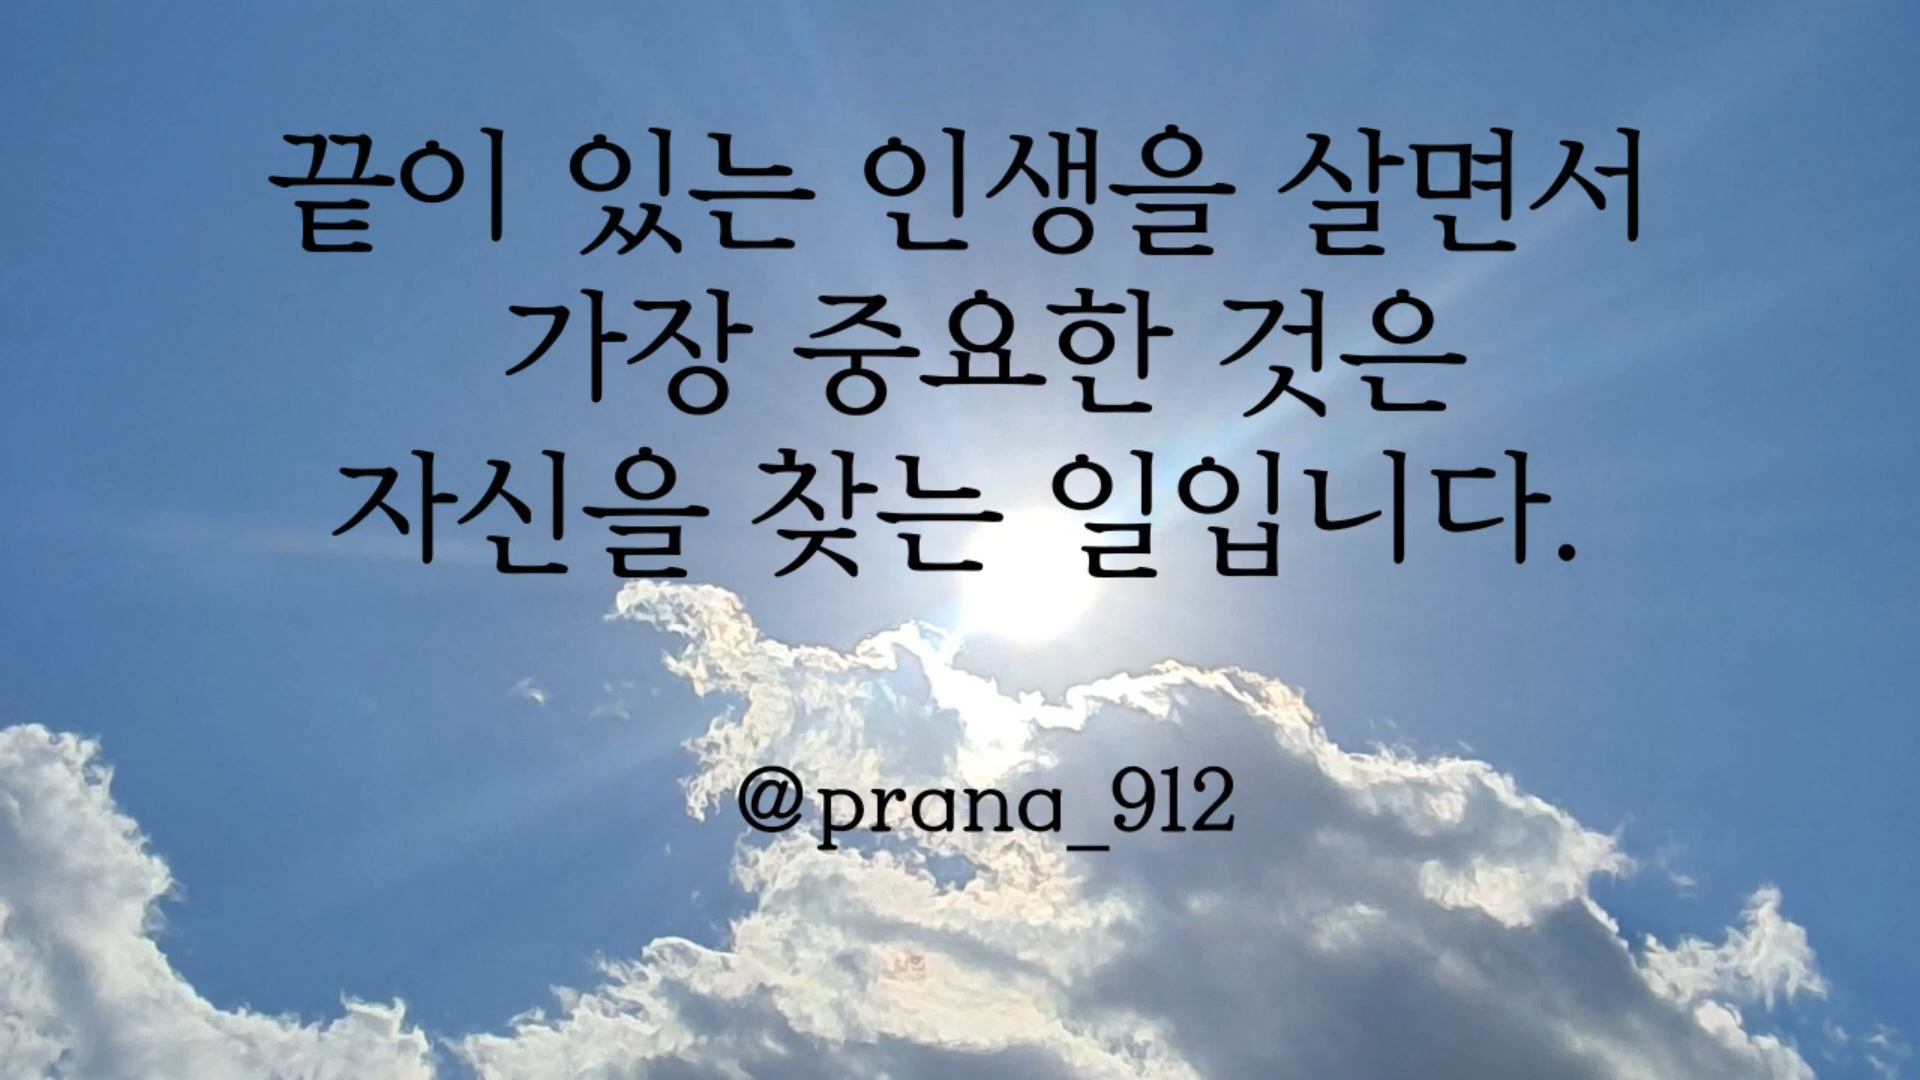 끝이 있는 인생을 살면서
가장 중요한 것은
자신을 찾는 일입니다.
@prana_912